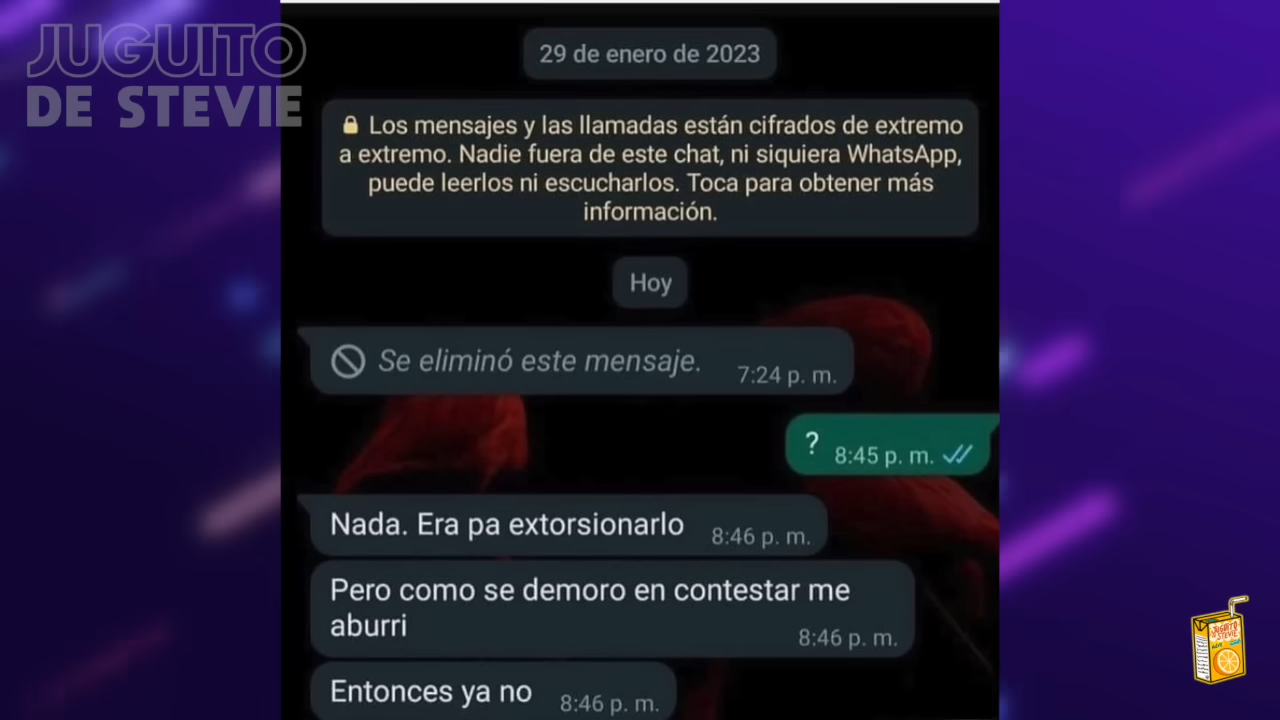 JUGUITO
DE STEVIE
29 de enero de 2023
Los mensajes y las llamadas están cifrados de extremo
a extremo. Nadie fuera de este chat, ni siquiera WhatsApp,
puede leerlos ni escucharlos. Toca para obtener más
información.
Hoy
Se eliminó este mensaje. 7:24 p. m.
? 8:45 p. m.
Nada. Era pa extorsionarlo 8:46 p. m.
Pero como se demoro en contestar me
aburri 8:46 p. m.
Entonces ya no 8:46 p. m.
JUGUITO
DE STEVIE